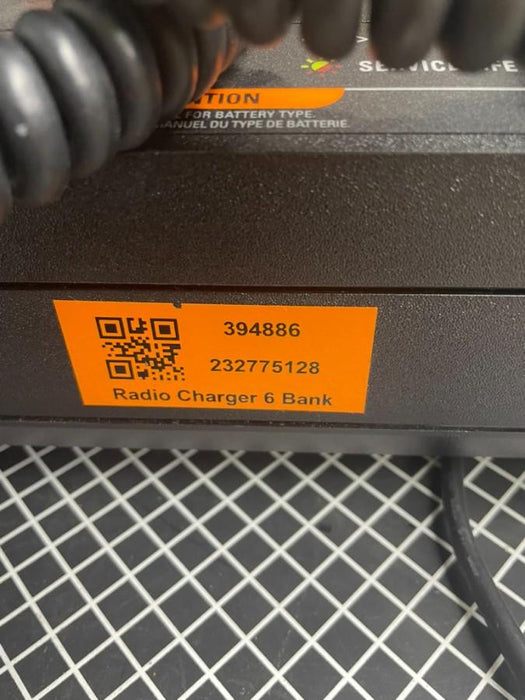 SERVICE LIFE
TION
FOR BATTERY TYPE.
MANUEL DU TYPE DE BATTERIE.
394886
232775128
Radio Charger 6 Bank